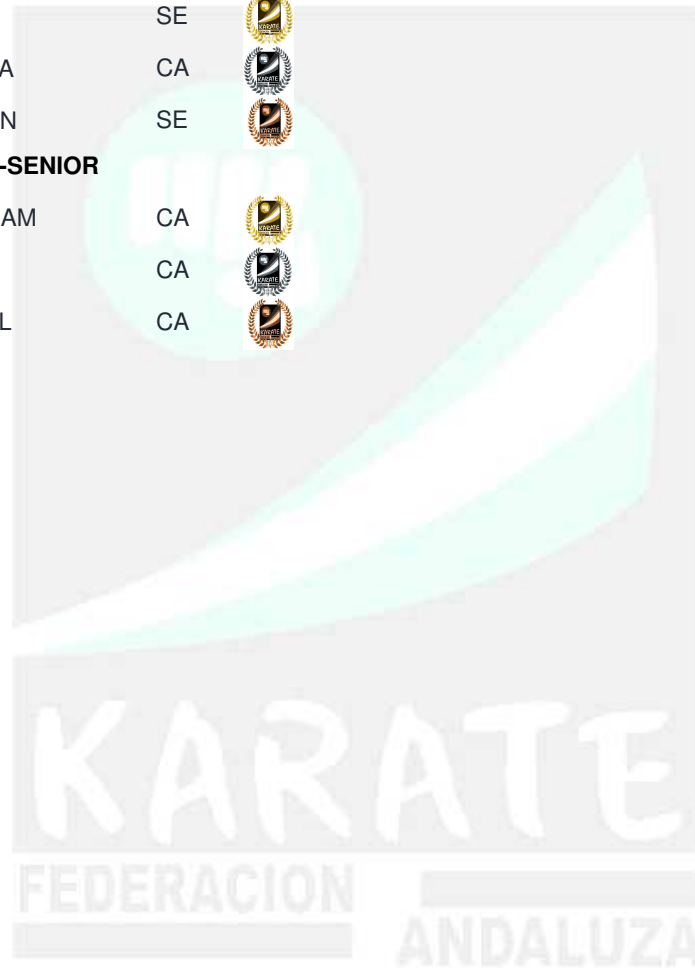 SE
A CA
N SE
-SENIOR
AM CA
CA
L CA
KARATE
FEDERACION
ANDALUZA